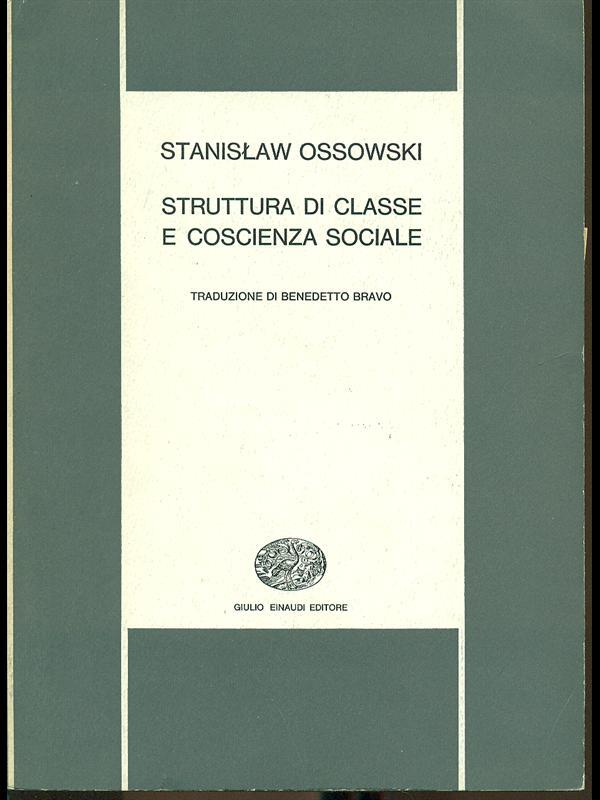 STANISŁAW OSSOWSKI
STRUTTURA DI CLASSE
E COSCIENZA SOCIALE
TRADUZIONE DI BENEDETTO BRAVO
GIULIO EINAUDI EDITORE